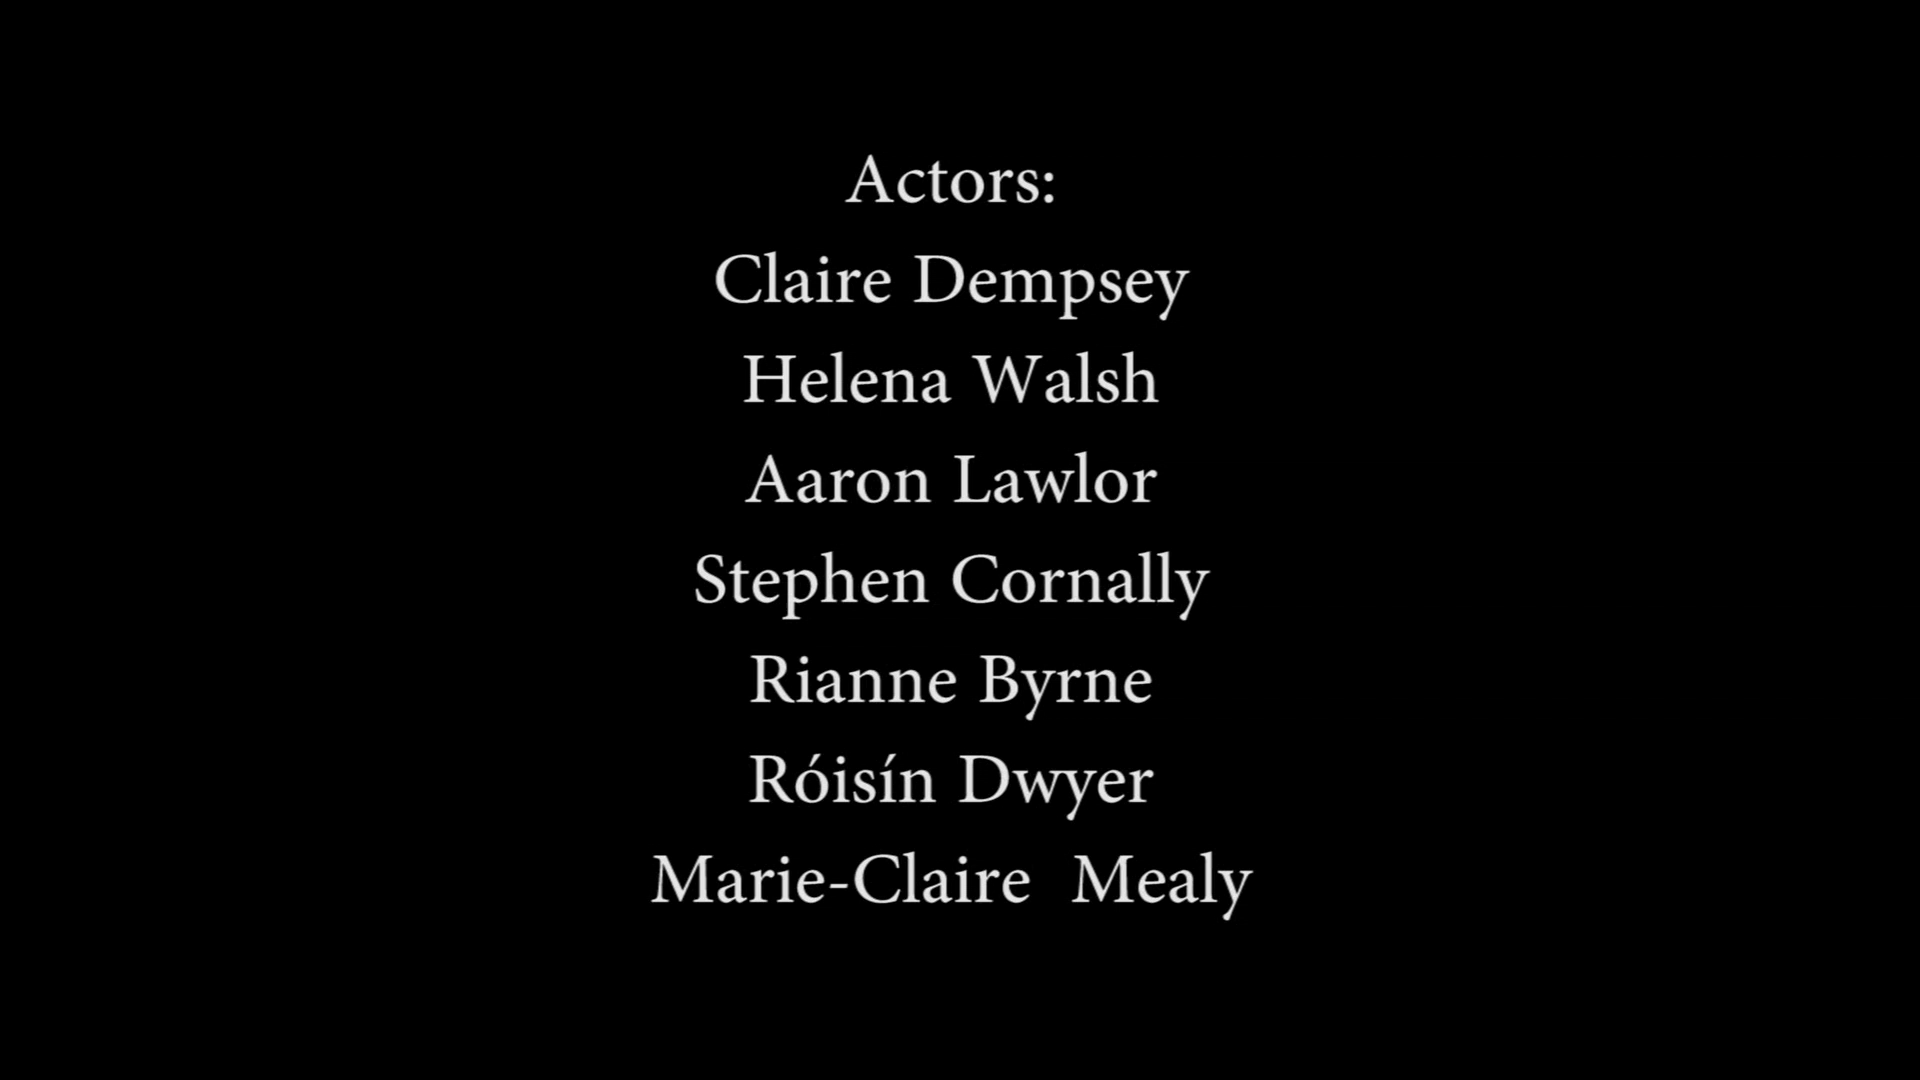 Actors:
Claire Dempsey
Helena Walsh
Aaron Lawlor
Stephen Cornally
Rianne Byrne
Róisín Dwyer
Marie-Claire  Mealy